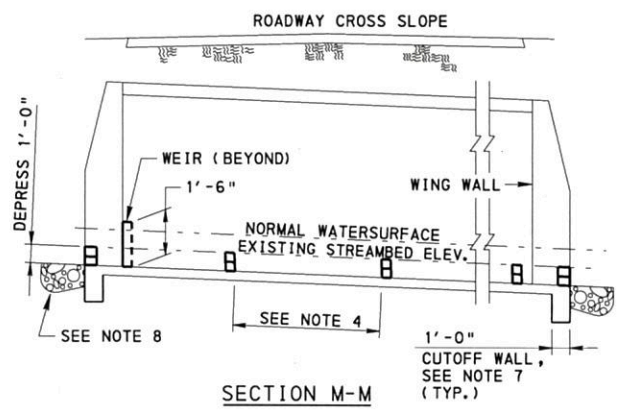 ROADWAY CROSS SLOPE
DEPRESS 1'-0"
WEIR (BEYOND)
1'-6"
WING WALL
NORMAL WATERSURFACE
EXISTING STREAMBED ELEV.
SEE NOTE 8
SEE NOTE 4
1'-0"
CUTOFF WALL,
SEE NOTE 7
(TYP.)
SECTION M-M